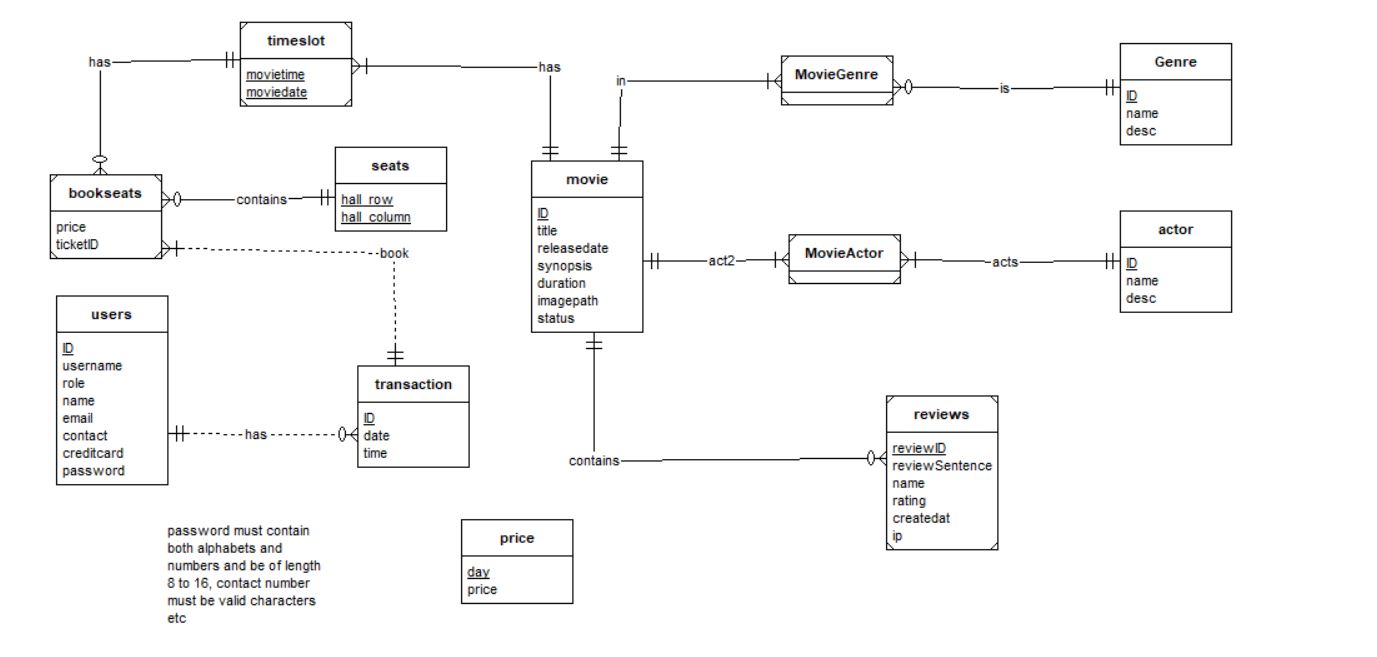 has
timeslot
movietime
moviedate
has
in
MovieGenre
is
Genre
ID
name
desc
bookseats
price
ticketID
contains
seats
hall_row
hall_column
book
movie
ID
title
releasedate
synopsis
duration
imagepath
status
act2
MovieActor
acts
actor
ID
name
desc
users
ID
username
role
name
email
contact
creditcard
password
has
transaction
ID
date
time
contains
reviews
reviewID
reviewSentence
name
rating
createdat
ip
password must contain
both alphabets and
numbers and be of length
8 to 16, contact number
must be valid characters
etc
price
day
price